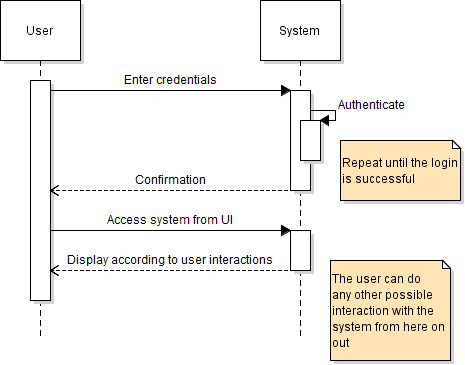 User
System
Enter credentials
Authenticate
Repeat until the login
is successful
Confirmation
Access system from UI
Display according to user interactions
The user can do
any other possible
interaction with the
system from here on
out